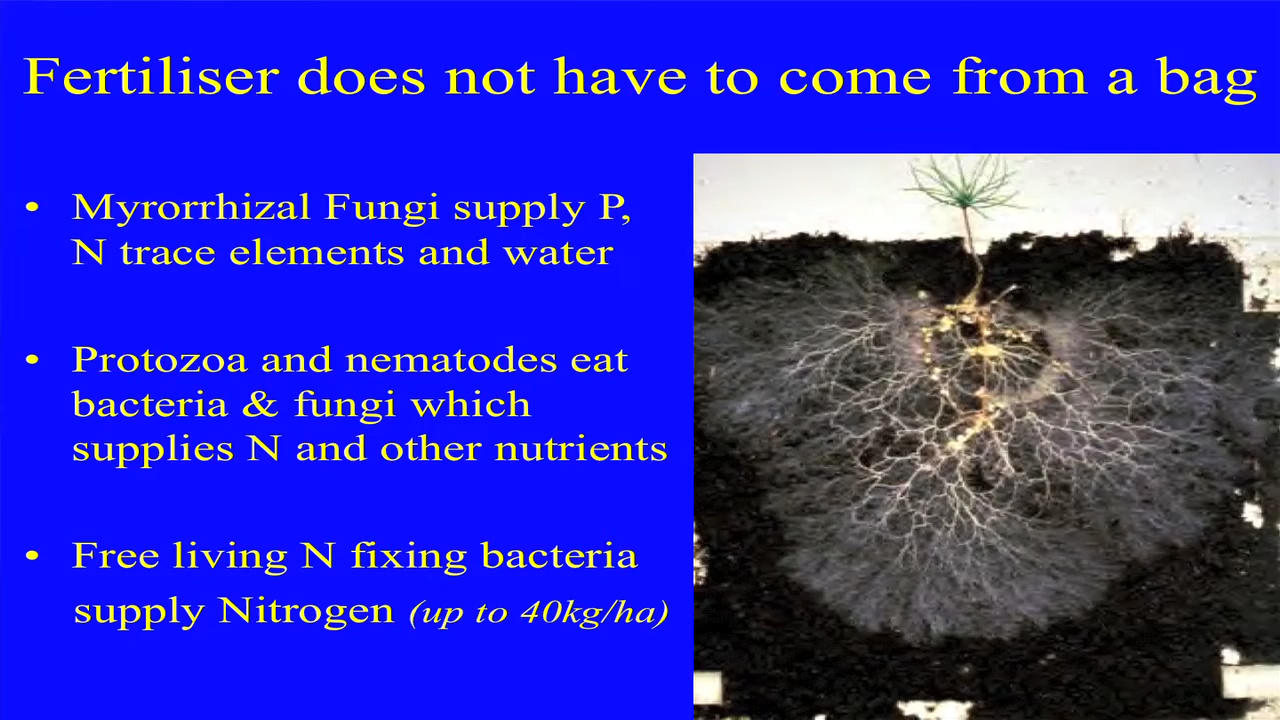 Fertiliser does not have to come from a bag
• Myrorrhizal Fungi supply P,
N trace elements and water
• Protozoa and nematodes eat
bacteria & fungi which
supplies N and other nutrients
• Free living N fixing bacteria
supply Nitrogen (up to 40kg/ha)